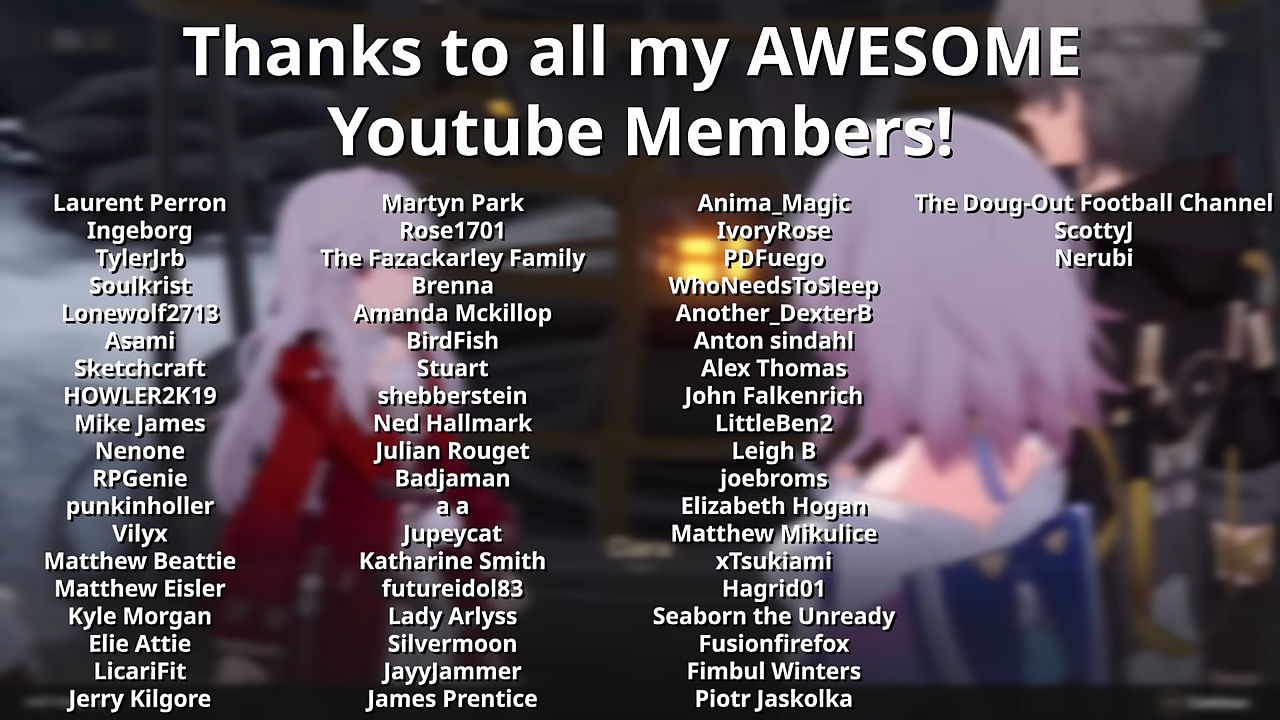 Thanks to all my AWESOME
Youtube Members!
Laurent Perron
Ingeborg
TylerJrb
Soulkrist
Lonewolf2713
Asami
Sketchcraft
HOWLER2K19
Mike James
Nenone
RPGenie
punkinholler
Vilyx
Matthew Beattie
Matthew Eisler
Kyle Morgan
Elie Attie
LicariFit
Jerry Kilgore
Martyn Park
Rose1701
The Fazackarley Family
Brenna
Amanda Mckillop
BirdFish
Stuart
shebberstein
Ned Hallmark
Julian Rouget
Badjaman
a a
Jupeycat
Katharine Smith
futureidol83
Lady Arlyss
Silvermoon
JayyJammer
James Prentice
Anima_Magic
IvoryRose
PDFuego
WhoNeedsToSleep
Another_DexterB
Anton sindahl
Alex Thomas
John Falkenrich
LittleBen2
Leigh B
joebroms
Elizabeth Hogan
Matthew Mikulice
xTsukiami
Hagrid01
Seaborn the Unready
Fusionfirefox
Fimbul Winters
Piotr Jaskolka
The Doug-Out Football Channel
ScottyJ
Nerubi